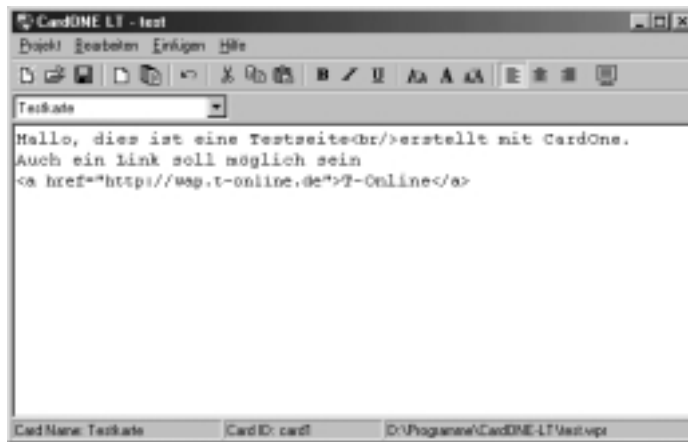 CardONE LT - test
Projekt Bearbeiten Einfügen Hilfe
B I U AA A AA
Testkarte
Hallo, dies ist eine Testseite<br/>erstellt mit CardOne.
Auch ein Link soll möglich sein
<a href="http://wap.t-online.de">T-Online</a>
Card Name: Testkarte Card ID: card1 D:\Programme\CardONE-LT\test.wpr